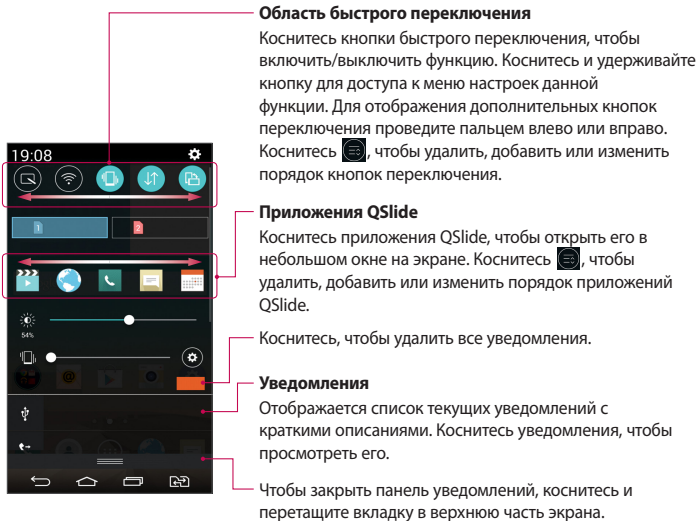 Область быстрого переключения
Коснитесь кнопки быстрого переключения, чтобы
включить/выключить функцию. Коснитесь и удерживайте
кнопку для доступа к меню настроек данной
функции. Для отображения дополнительных кнопок
переключения проведите пальцем влево или вправо.
Коснитесь , чтобы удалить, добавить или изменить
порядок кнопок переключения.
Приложения QSlide
Коснитесь приложения QSlide, чтобы открыть его в
небольшом окне на экране. Коснитесь , чтобы
удалить, добавить или изменить порядок приложений
QSlide.
Коснитесь, чтобы удалить все уведомления.
Уведомления
Отображается список текущих уведомлений с
краткими описаниями. Коснитесь уведомления, чтобы
просмотреть его.
Чтобы закрыть панель уведомлений, коснитесь и
перетащите вкладку в верхнюю часть экрана.
19:08
1
2
54%